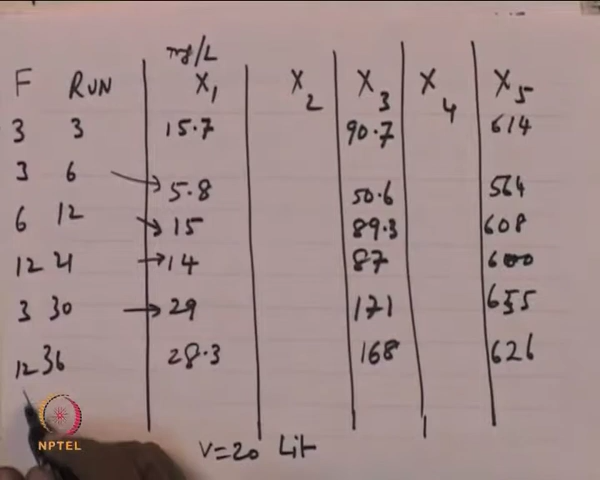 mg/L
F RUN X1 X2 X3 X4 X5
3 3 15.7 90.7 614
3 6 5.8 50.6 564
6 12 15 89.3 608
12 21 14 87 600
3 30 29 171 655
12 36 28.3 168 626
V=20 Lit
NPTEL